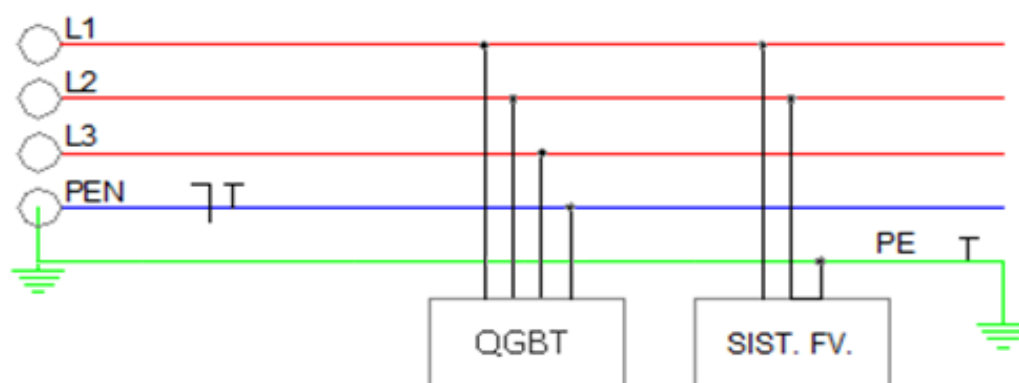 L1
L2
L3
PEN T
PE T
QGBT SIST. FV.